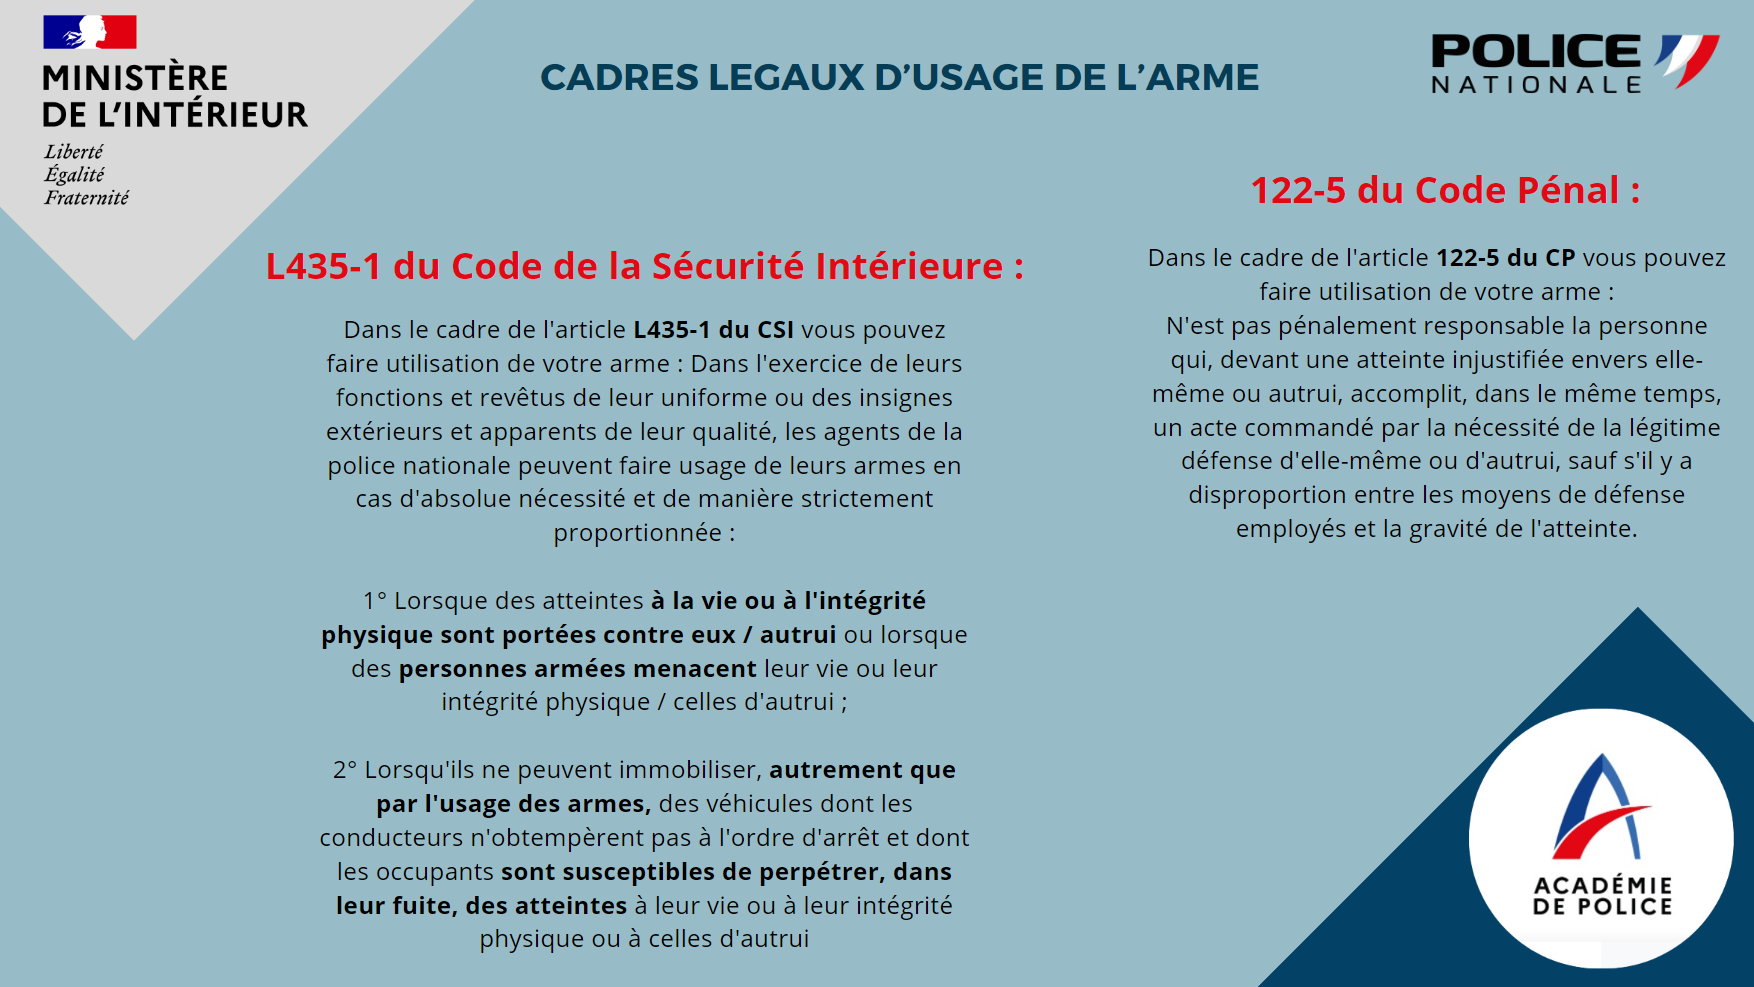 MINISTÈRE
DE L'INTÉRIEUR
Liberté
Égalité
Fraternité
CADRES LEGAUX D'USAGE DE L'ARME
POLICE
NATIONALE
L435-1 du Code de la Sécurité Intérieure :
Dans le cadre de l'article L435-1 du CSI vous pouvez
faire utilisation de votre arme : Dans l'exercice de leurs
fonctions et revêtus de leur uniforme ou des insignes
extérieurs et apparents de leur qualité, les agents de la
police nationale peuvent faire usage de leurs armes en
cas d'absolue nécessité et de manière strictement
proportionnée :
1° Lorsque des atteintes à la vie ou à l'intégrité
physique sont portées contre eux / autrui ou lorsque
des personnes armées menacent leur vie ou leur
intégrité physique / celles d'autrui ;
2° Lorsqu'ils ne peuvent immobiliser, autrement que
par l'usage des armes, des véhicules dont les
conducteurs n'obtempèrent pas à l'ordre d'arrêt et dont
les occupants sont susceptibles de perpétrer, dans
leur fuite, des atteintes à leur vie ou à leur intégrité
physique ou à celles d'autrui
122-5 du Code Pénal :
Dans le cadre de l'article 122-5 du CP vous pouvez
faire utilisation de votre arme :
N'est pas pénalement responsable la personne
qui, devant une atteinte injustifiée envers elle-
même ou autrui, accomplit, dans le même temps,
un acte commandé par la nécessité de la légitime
défense d'elle-même ou d'autrui, sauf s'il y a
disproportion entre les moyens de défense
employés et la gravité de l'atteinte.
ACADÉMIE
DE POLICE